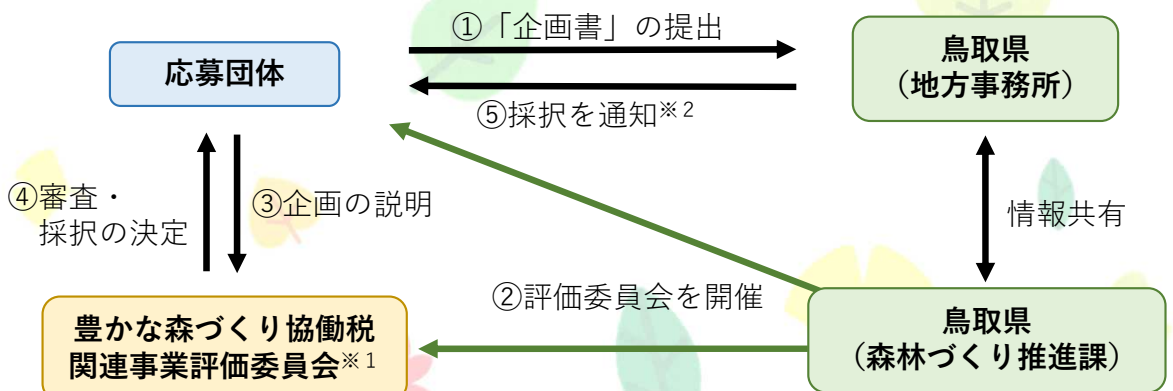 ①「企画書」の提出
応募団体
鳥取県
（地方事務所）
⑤採択を通知※2
④審査・
採択の決定
③企画の説明
情報共有
②評価委員会を開催
豊かな森づくり協働税
関連事業評価委員会※1
鳥取県
（森林づくり推進課）